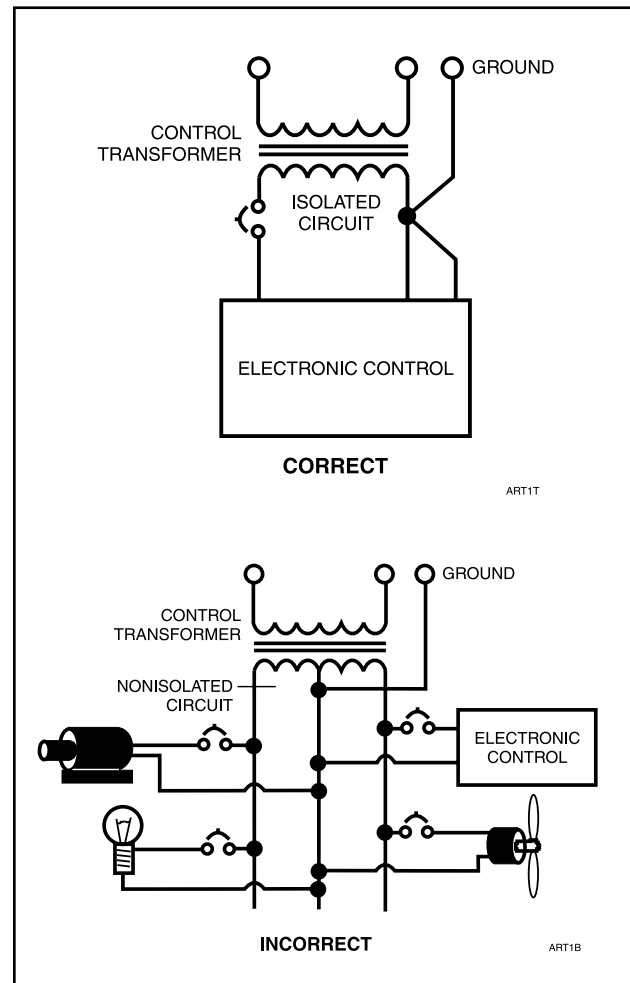 GROUND
CONTROL
TRANSFORMER
ISOLATED
CIRCUIT
ELECTRONIC CONTROL
CORRECT
ART1T
GROUND
CONTROL
TRANSFORMER
NONISOLATED
CIRCUIT
ELECTRONIC
CONTROL
INCORRECT
ART1B